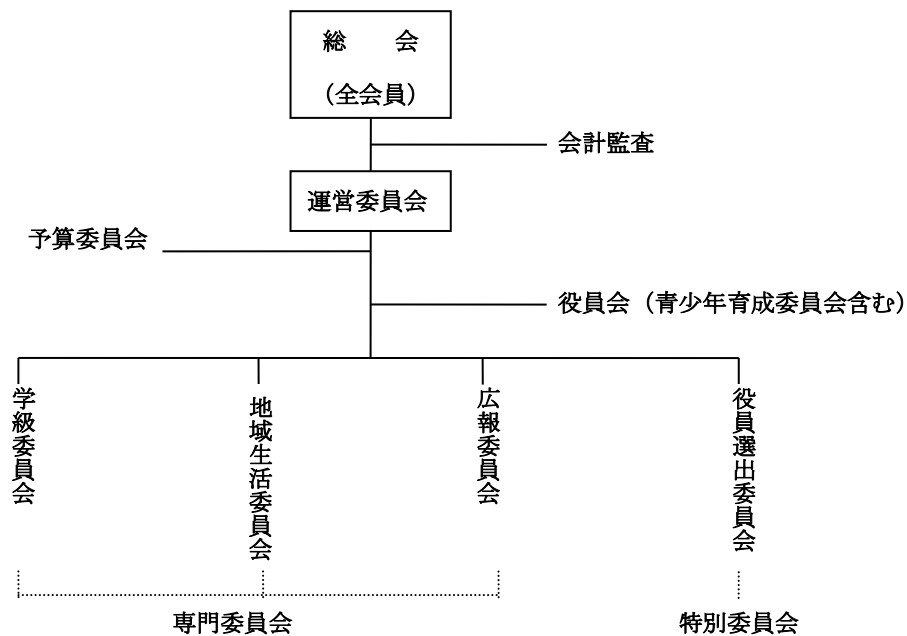 総　　会
（全会員）
会計監査
運営委員会
予算委員会
役員会（青少年育成委員会含む）
学級委員会
地域生活委員会
広報委員会
役員選出委員会
専門委員会
特別委員会